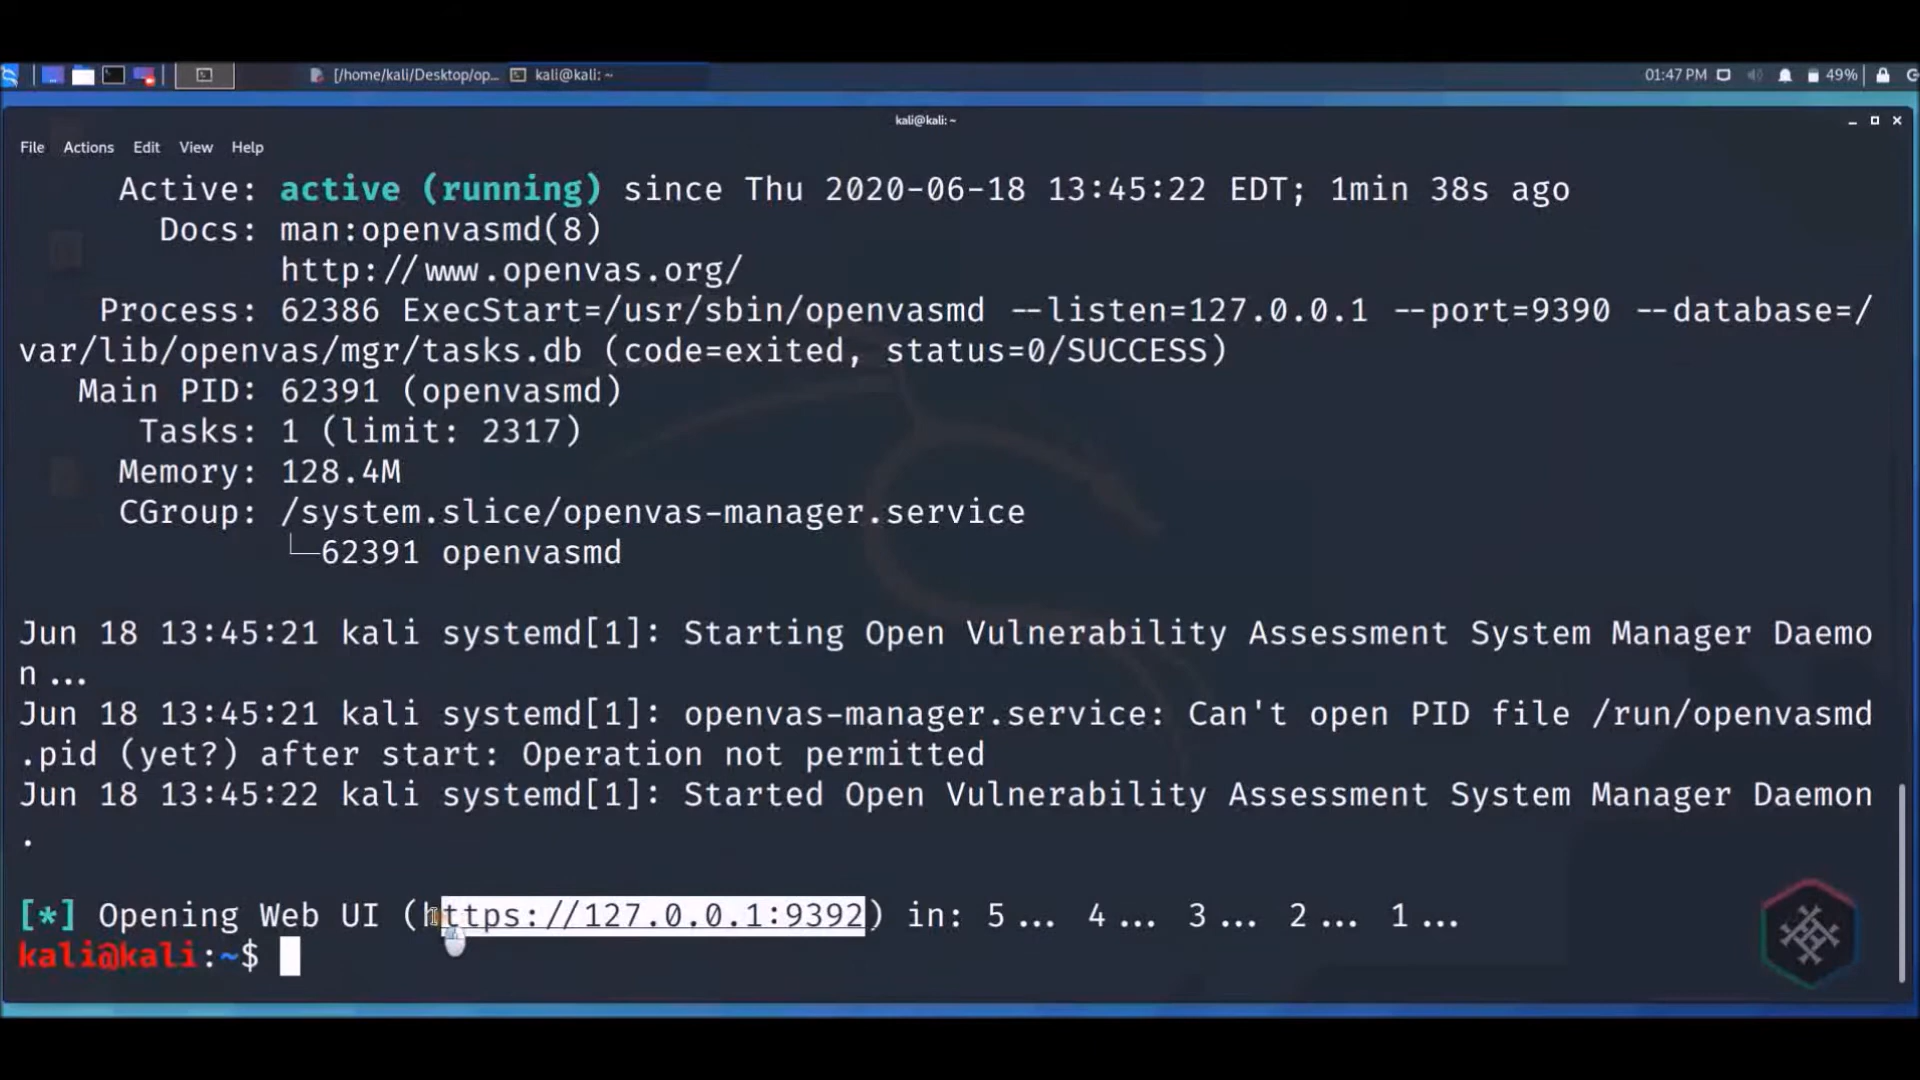 [/home/kali/Desktop/op... kali@kali: ~ 01:47 PM 49%
kali@kali: ~
File Actions Edit View Help
Active: active (running) since Thu 2020-06-18 13:45:22 EDT; 1min 38s ago
Docs: man:openvasmd(8)
http://www.openvas.org/
Process: 62386 ExecStart=/usr/sbin/openvasmd --listen=127.0.0.1 --port=9390 --database=/
var/lib/openvas/mgr/tasks.db (code=exited, status=0/SUCCESS)
Main PID: 62391 (openvasmd)
Tasks: 1 (limit: 2317)
Memory: 128.4M
CGroup: /system.slice/openvas-manager.service
└─62391 openvasmd
Jun 18 13:45:21 kali systemd[1]: Starting Open Vulnerability Assessment System Manager Daemo
n...
Jun 18 13:45:21 kali systemd[1]: openvas-manager.service: Can't open PID file /run/openvasmd
.pid (yet?) after start: Operation not permitted
Jun 18 13:45:22 kali systemd[1]: Started Open Vulnerability Assessment System Manager Daemon
.
[*] Opening Web UI (https://127.0.0.1:9392) in: 5... 4... 3... 2... 1...
kali@kali:~$